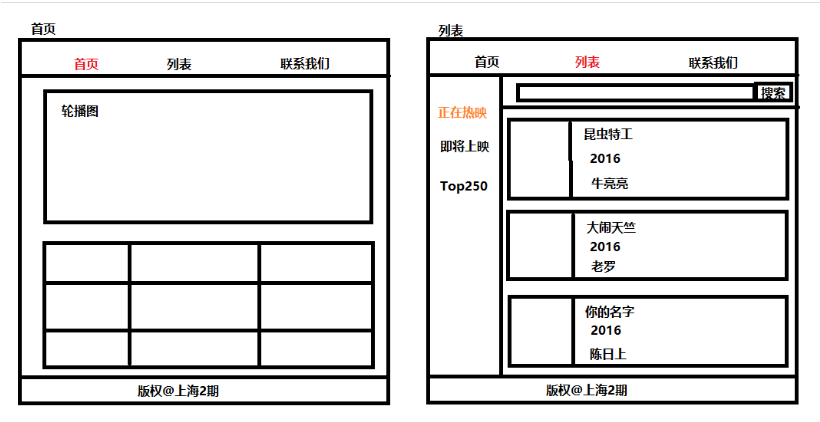 首页
首页 列表 联系我们
轮播图
版权@上海2期
列表
首页 列表 联系我们
搜索
正在热映
即将上映
Top250
昆虫特工
2016
牛亮亮
大闹天竺
2016
老罗
你的名字
2016
陈日上
版权@上海2期